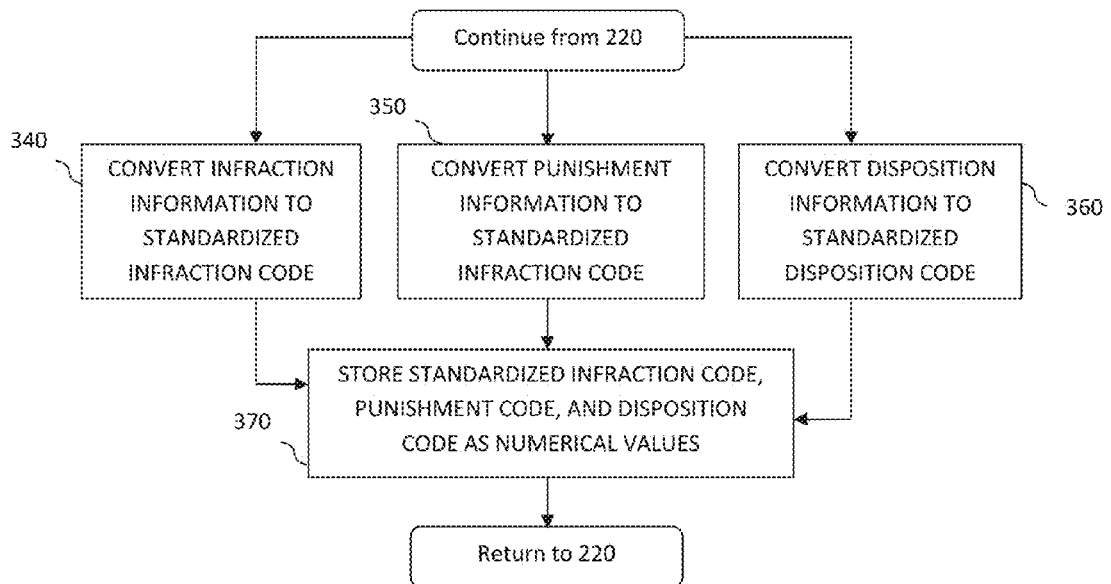 Continue from 220
340
CONVERT INFRACTION
INFORMATION TO
STANDARDIZED
INFRACTION CODE
350
CONVERT PUNISHMENT
INFORMATION TO
STANDARDIZED
INFRACTION CODE
CONVERT DISPOSITION
INFORMATION TO
STANDARDIZED
DISPOSITION CODE
360
STORE STANDARDIZED INFRACTION CODE,
PUNISHMENT CODE, AND DISPOSITION
CODE AS NUMERICAL VALUES
370
Return to 220